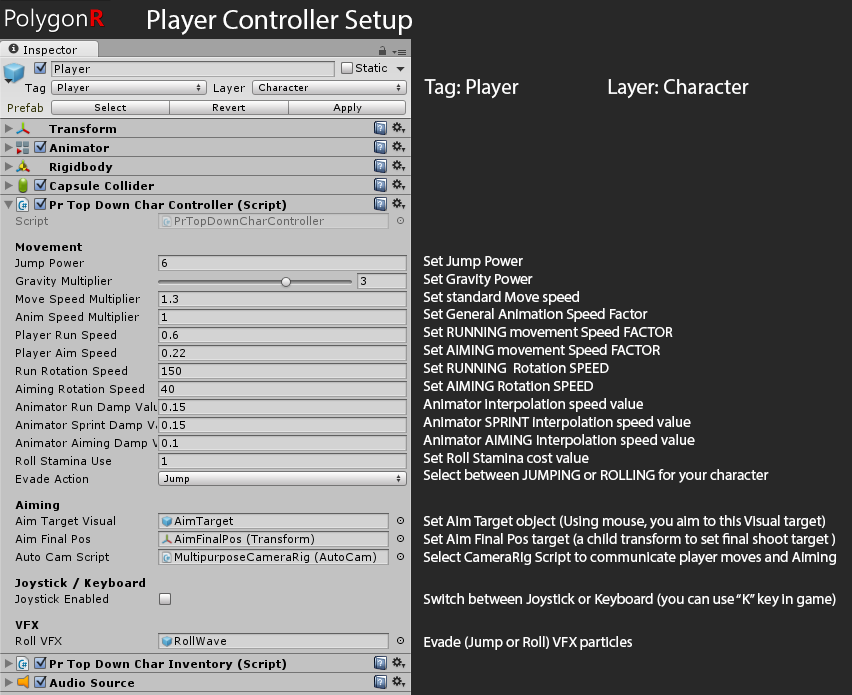 PolygonR Player Controller Setup
Inspector
Player Static
Tag Player Layer Character Tag: Player Layer: Character
Prefab Select Revert Apply
Transform
Animator
Rigidbody
Capsule Collider
Pr Top Down Char Controller (Script)
Script PrTopDownCharController
Movement
Jump Power 6 Set Jump Power
Gravity Multiplier 3 Set Gravity Power
Move Speed Multiplier 1.3 Set standard Move speed
Anim Speed Multiplier 1 Set General Animation Speed Factor
Player Run Speed 0.6 Set RUNNING movement Speed FACTOR
Player Aim Speed 0.22 Set AIMING movement Speed FACTOR
Run Rotation Speed 150 Set RUNNING Rotation SPEED
Aiming Rotation Speed 40 Set AIMING Rotation SPEED
Animator Run Damp Valu 0.15 Animator Interpolation speed value
Animator Sprint Damp V 0.15 Animator SPRINT Interpolation speed value
Animator Aiming Damp V 0.1 Animator AIMING Interpolation speed value
Roll Stamina Use 1 Set Roll Stamina cost value
Evade Action Jump Select between JUMPING or ROLLING for your character
Aiming
Aim Target Visual AimTarget Set Aim Target object (Using mouse, you aim to this Visual target)
Aim Final Pos AimFinalPos (Transform) Set Aim Final Pos target (a child transform to set final shoot target )
Auto Cam Script MultipurposeCameraRig (AutoCam) Select CameraRig Script to communicate player moves and Aiming
Joystick / Keyboard
Joystick Enabled Switch between Joystick or Keyboard (you can use “K” key in game)
VFX
Roll VFX RollWave Evade (Jump or Roll) VFX particles
Pr Top Down Char Inventory (Script)
Audio Source